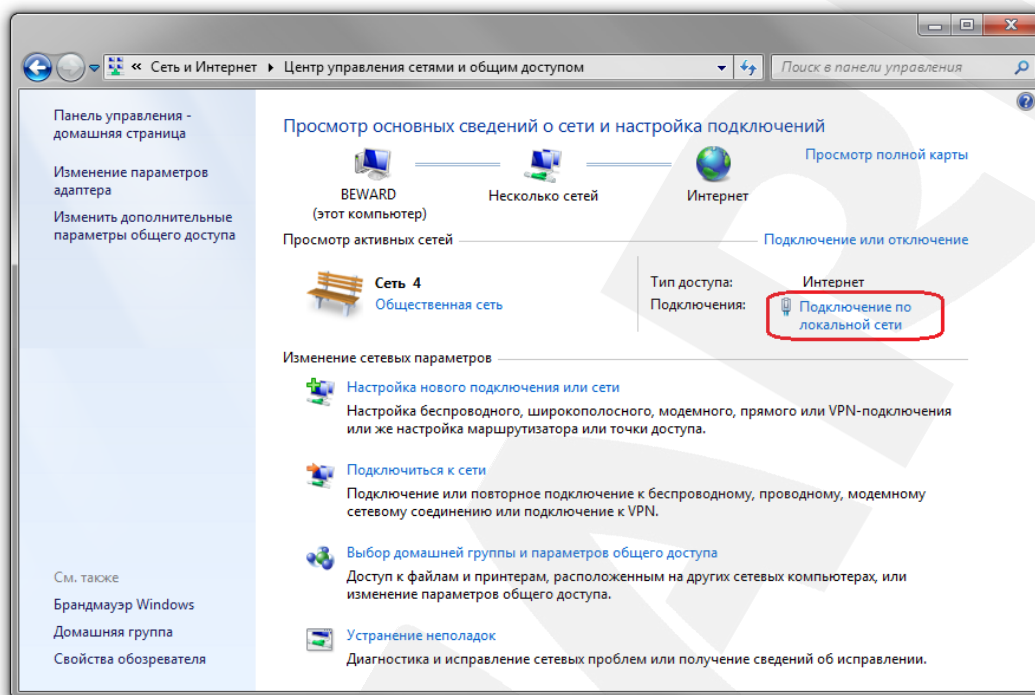 « Сеть и Интернет Центр управления сетями и общим доступом
Поиск в панели управления
Панель управления -
домашняя страница
Изменение параметров
адаптера
Изменить дополнительные
параметры общего доступа
Просмотр основных сведений о сети и настройка подключений
Просмотр полной карты
BEWARD
(этот компьютер)
Несколько сетей
Интернет
Просмотр активных сетей
Подключение или отключение
Сеть 4
Общественная сеть
Тип доступа: Интернет
Подключения: Подключение по
локальной сети
Изменение сетевых параметров
Настройка нового подключения или сети
Настройка беспроводного, широкополосного, модемного, прямого или VPN-подключения
или же настройка маршрутизатора или точки доступа.
Подключиться к сети
Подключение или повторное подключение к беспроводному, проводному, модемному
сетевому соединению или подключение к VPN.
Выбор домашней группы и параметров общего доступа
Доступ к файлам и принтерам, расположенным на других сетевых компьютерах, или
изменение параметров общего доступа.
Устранение неполадок
Диагностика и исправление сетевых проблем или получение сведений об исправлении.
См. также
Брандмауэр Windows
Домашняя группа
Свойства обозревателя